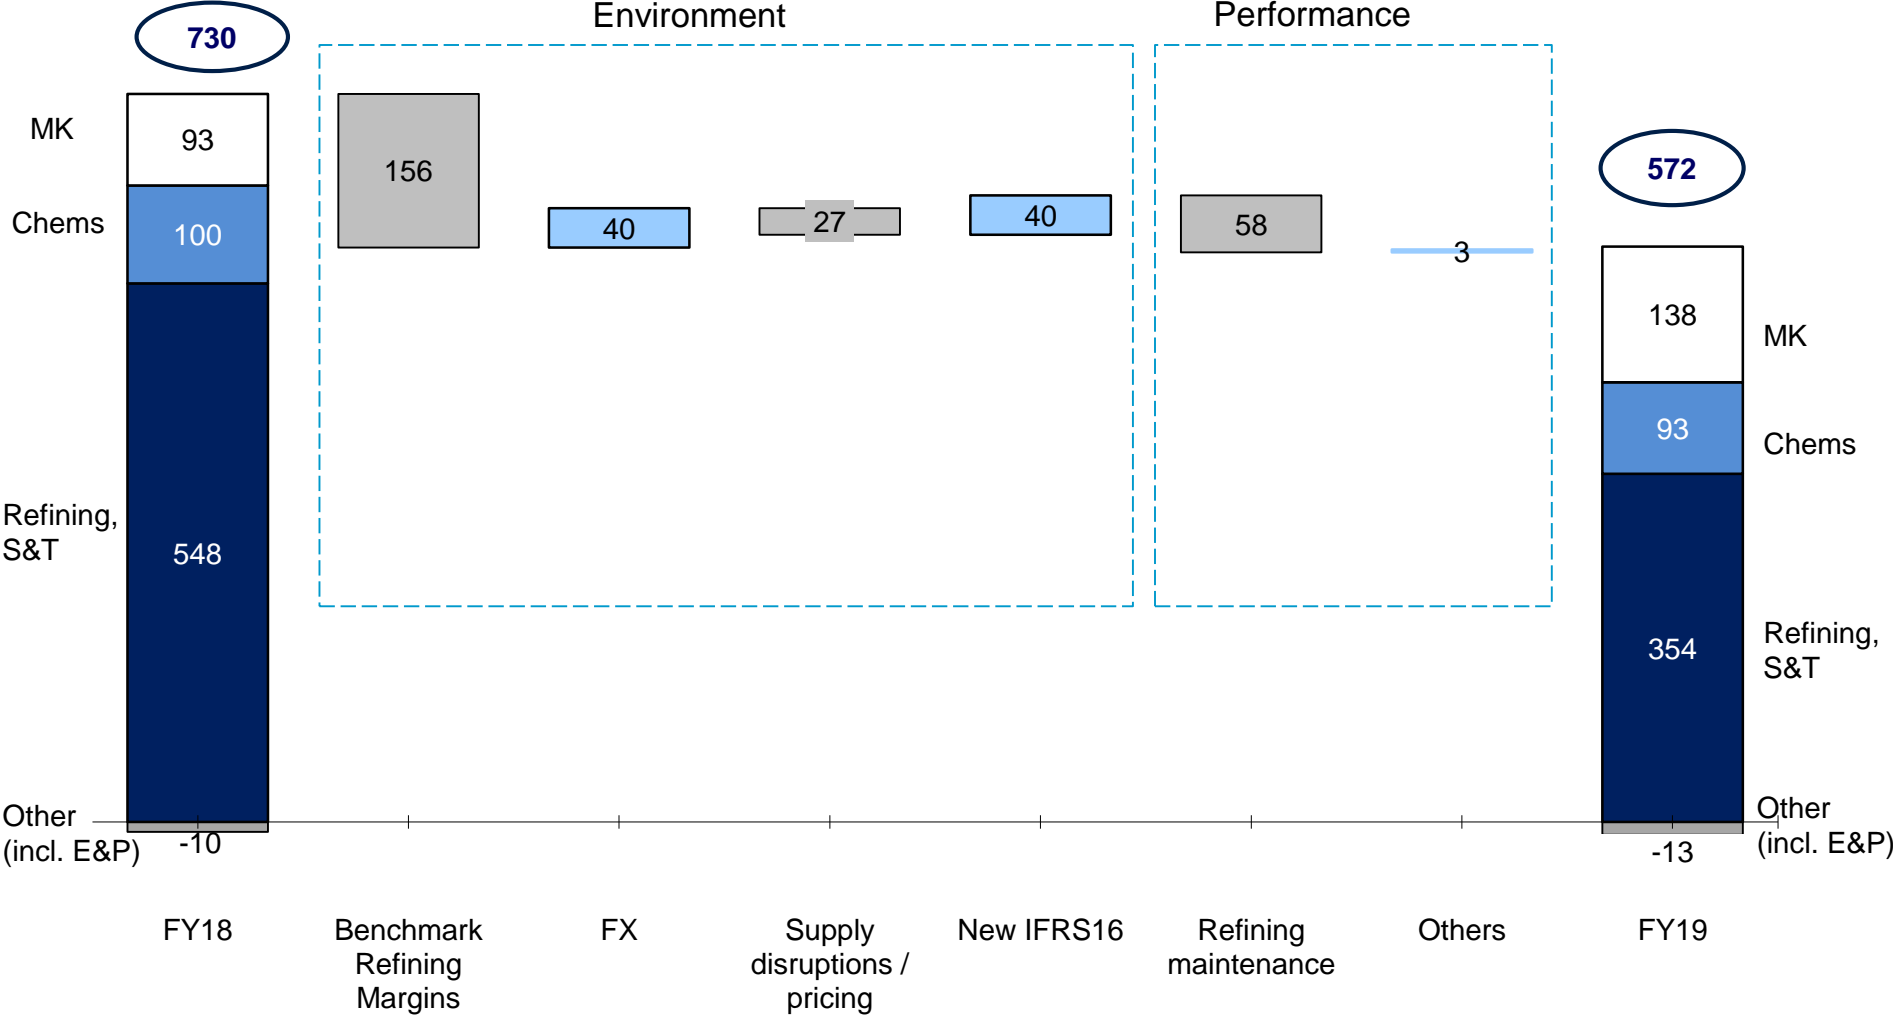 Environment
Performance
730
572
MK
93
Chems
100
Refining,
S&T
548
Other
(incl. E&P)
-10
156
40
27
40
58
3
138
MK
93
Chems
354
Refining,
S&T
-13
Other
(incl. E&P)
FY18
Benchmark
Refining
Margins
FX
Supply
disruptions /
pricing
New IFRS16
Refining
maintenance
Others
FY19